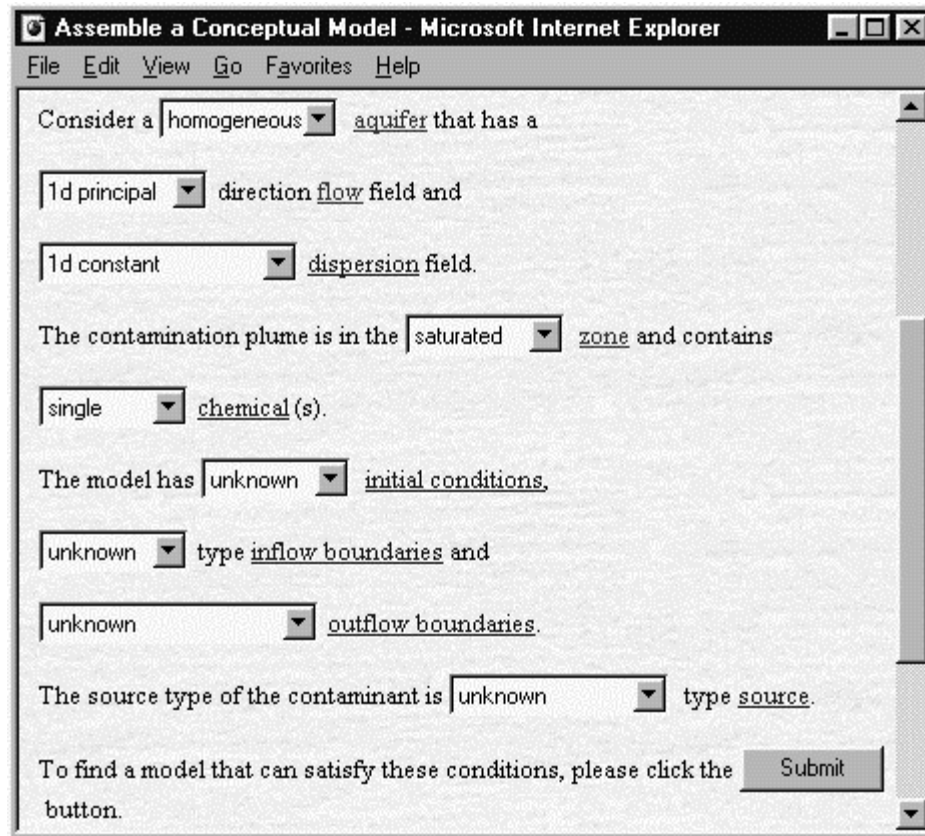 Assemble a Conceptual Model - Microsoft Internet Explorer
File Edit View Go Favorites Help
Consider a homogeneous aquifer that has a
1d principal direction flow field and
1d constant dispersion field.
The contamination plume is in the saturated zone and contains
single chemical (s).
The model has unknown initial conditions,
unknown type inflow boundaries and
unknown outflow boundaries.
The source type of the contaminant is unknown type source.
To find a model that can satisfy these conditions, please click the Submit
button.